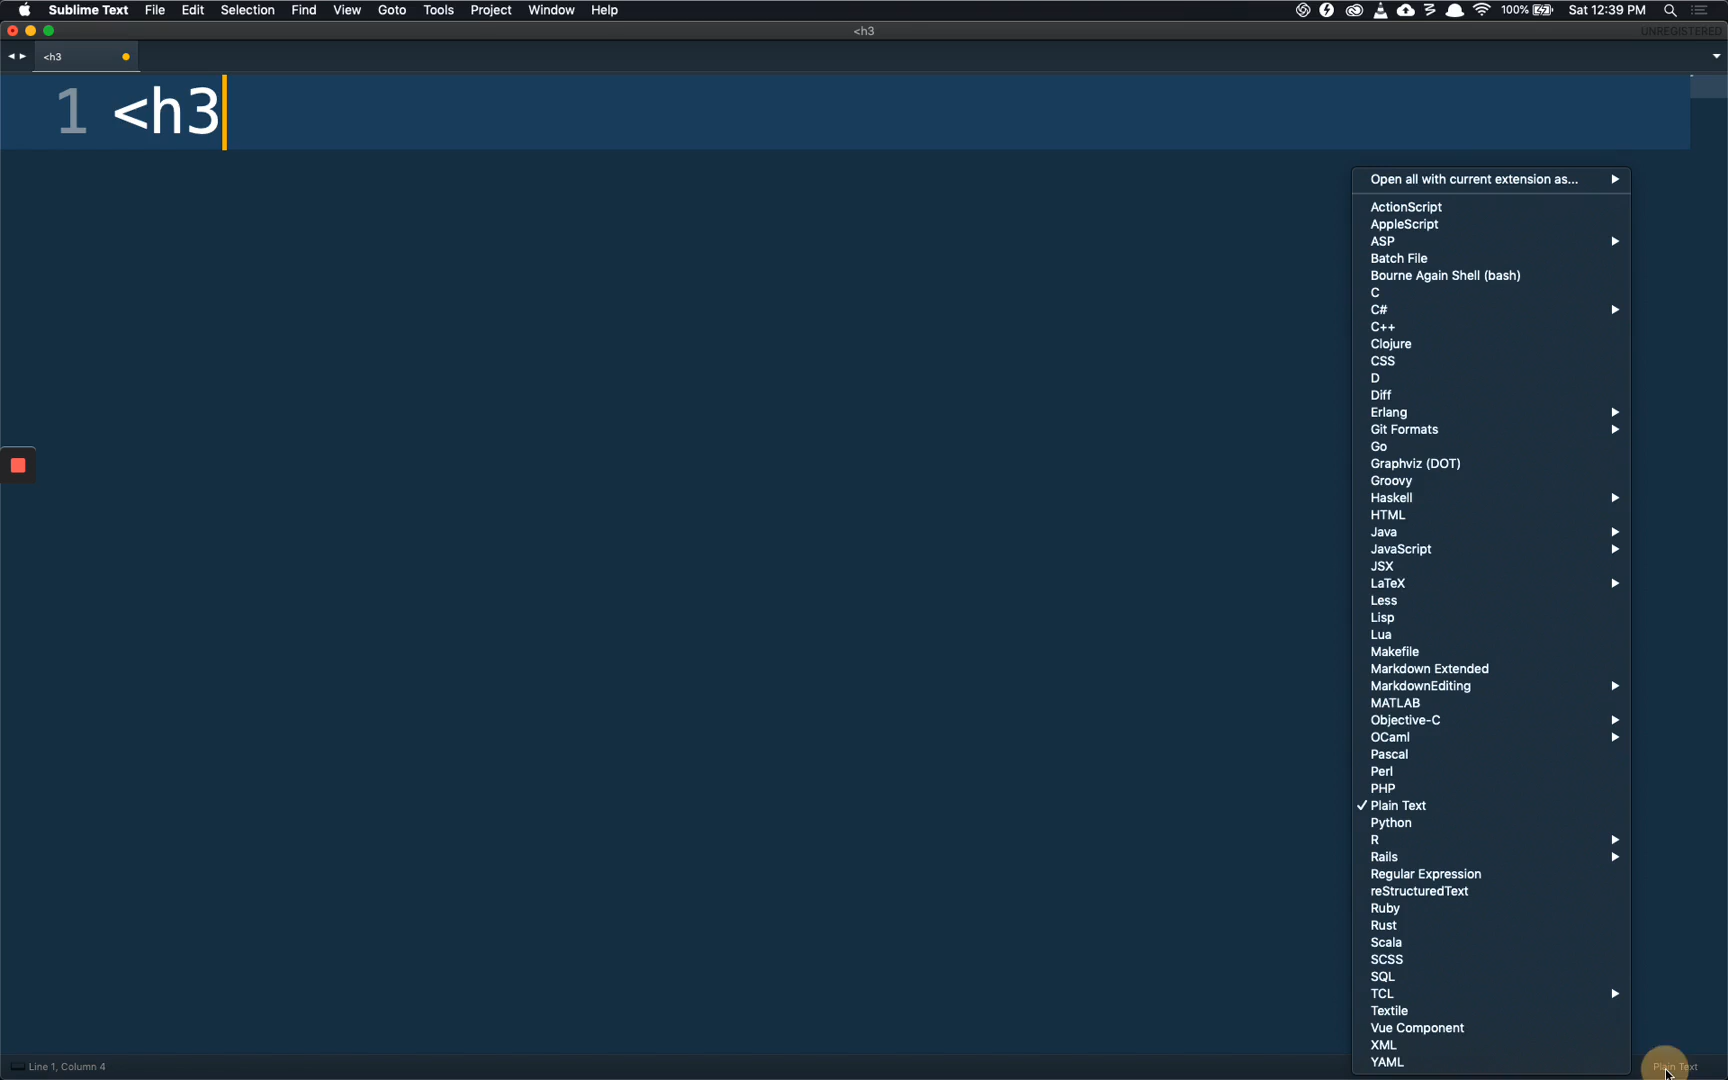 Sublime Text File Edit Selection Find View Goto Tools Project Window Help 100% Sat 12:39 PM
<h3 UNREGISTERED
<h3
1 <h3
Open all with current extension as...
ActionScript
AppleScript
ASP
Batch File
Bourne Again Shell (bash)
C
C#
C++
Clojure
CSS
D
Diff
Erlang
Git Formats
Go
Graphviz (DOT)
Groovy
Haskell
HTML
Java
JavaScript
JSX
LaTeX
Less
Lisp
Lua
Makefile
Markdown Extended
MarkdownEditing
MATLAB
Objective-C
OCaml
Pascal
Perl
PHP
Plain Text
Python
R
Rails
Regular Expression
reStructuredText
Ruby
Rust
Scala
SCSS
SQL
TCL
Textile
Vue Component
XML
YAML
Line 1, Column 4 Plain Text